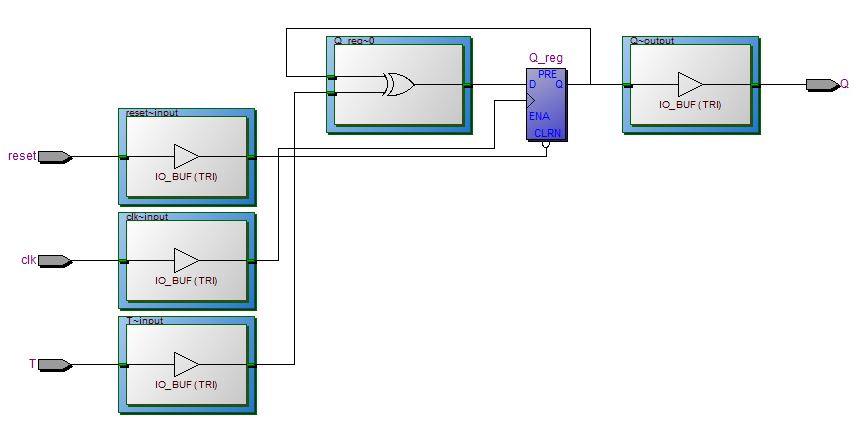 Q_reg~0
Q_reg
PRE
D
Q
ENA
CLRN
Q~output
IO_BUF (TRI)
Q
reset~input
reset
IO_BUF (TRI)
clk~input
clk
IO_BUF (TRI)
T~input
T
IO_BUF (TRI)